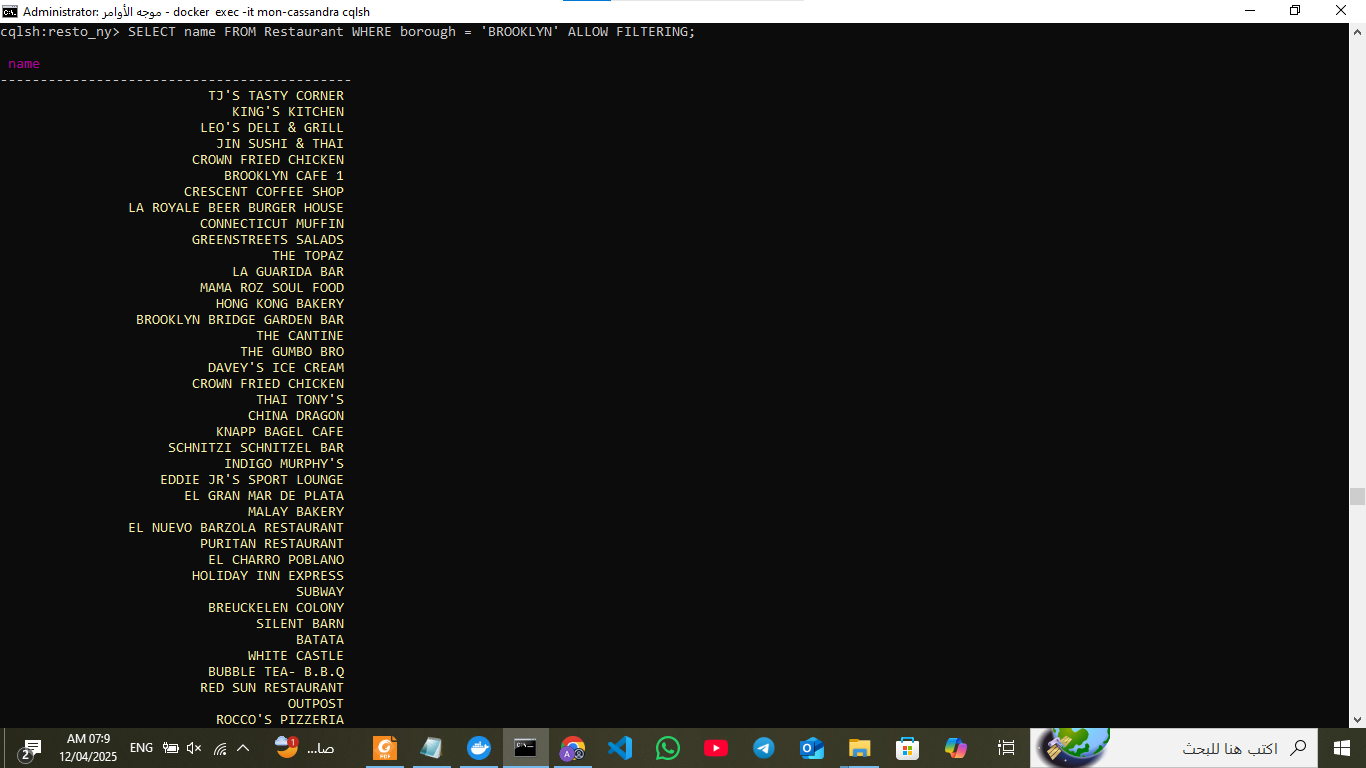 Administrator: موجه الأوامر - docker  exec -it mon-cassandra cqlsh
cqlsh:resto_ny> SELECT name FROM Restaurant WHERE borough = 'BROOKLYN' ALLOW FILTERING;
name
--------------------------------------------
TJ'S TASTY CORNER
KING'S KITCHEN
LEO'S DELI & GRILL
JIN SUSHI & THAI
CROWN FRIED CHICKEN
BROOKLYN CAFE 1
CRESCENT COFFEE SHOP
LA ROYALE BEER BURGER HOUSE
CONNECTICUT MUFFIN
GREENSTREETS SALADS
THE TOPAZ
LA GUARIDA BAR
MAMA ROZ SOUL FOOD
HONG KONG BAKERY
BROOKLYN BRIDGE GARDEN BAR
THE CANTINE
THE GUMBO BRO
DAVEY'S ICE CREAM
CROWN FRIED CHICKEN
THAI TONY'S
CHINA DRAGON
KNAPP BAGEL CAFE
SCHNITZI SCHNITZEL BAR
INDIGO MURPHY'S
EDDIE JR'S SPORT LOUNGE
EL GRAN MAR DE PLATA
MALAY BAKERY
EL NUEVO BARZOLA RESTAURANT
PURITAN RESTAURANT
EL CHARRO POBLANO
HOLIDAY INN EXPRESS
SUBWAY
BREUCKELEN COLONY
SILENT BARN
BATATA
WHITE CASTLE
BUBBLE TEA- B.B.Q
RED SUN RESTAURANT
OUTPOST
ROCCO'S PIZZERIA
2
AM 07:9
12/04/2025
ENG
1
صا...
PDF
A
اكتب هنا للبحث